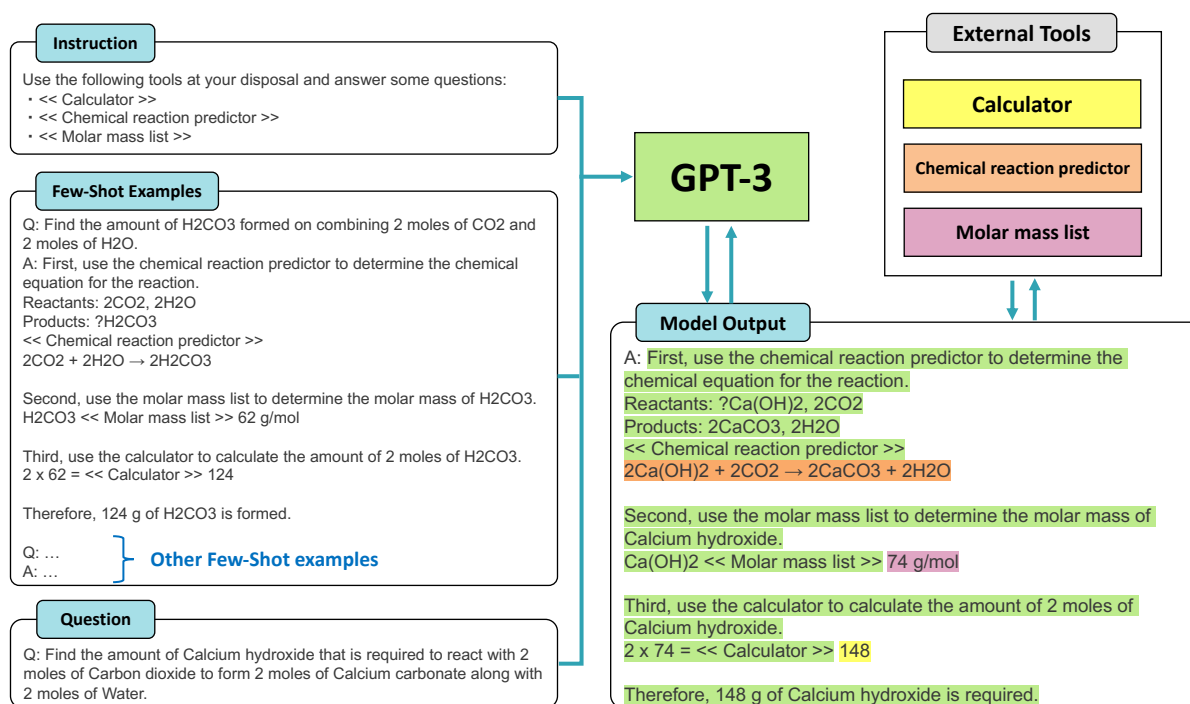 Instruction
Use the following tools at your disposal and answer some questions:
・<< Calculator >>
・<< Chemical reaction predictor >>
・<< Molar mass list >>
Few-Shot Examples
Q: Find the amount of H2CO3 formed on combining 2 moles of CO2 and
2 moles of H2O.
A: First, use the chemical reaction predictor to determine the chemical
equation for the reaction.
Reactants: 2CO2, 2H2O
Products: ?H2CO3
<< Chemical reaction predictor >>
2CO2 + 2H2O → 2H2CO3
Second, use the molar mass list to determine the molar mass of H2CO3.
H2CO3 << Molar mass list >> 62 g/mol
Third, use the calculator to calculate the amount of 2 moles of H2CO3.
2 x 62 = << Calculator >> 124
Therefore, 124 g of H2CO3 is formed.
Q: …
A: …
Other Few-Shot examples
Question
Q: Find the amount of Calcium hydroxide that is required to react with 2
moles of Carbon dioxide to form 2 moles of Calcium carbonate along with
2 moles of Water.
GPT-3
External Tools
Calculator
Chemical reaction predictor
Molar mass list
Model Output
A: First, use the chemical reaction predictor to determine the
chemical equation for the reaction.
Reactants: ?Ca(OH)2, 2CO2
Products: 2CaCO3, 2H2O
<< Chemical reaction predictor >>
2Ca(OH)2 + 2CO2 → 2CaCO3 + 2H2O
Second, use the molar mass list to determine the molar mass of
Calcium hydroxide.
Ca(OH)2 << Molar mass list >> 74 g/mol
Third, use the calculator to calculate the amount of 2 moles of
Calcium hydroxide.
2 x 74 = << Calculator >> 148
Therefore, 148 g of Calcium hydroxide is required.